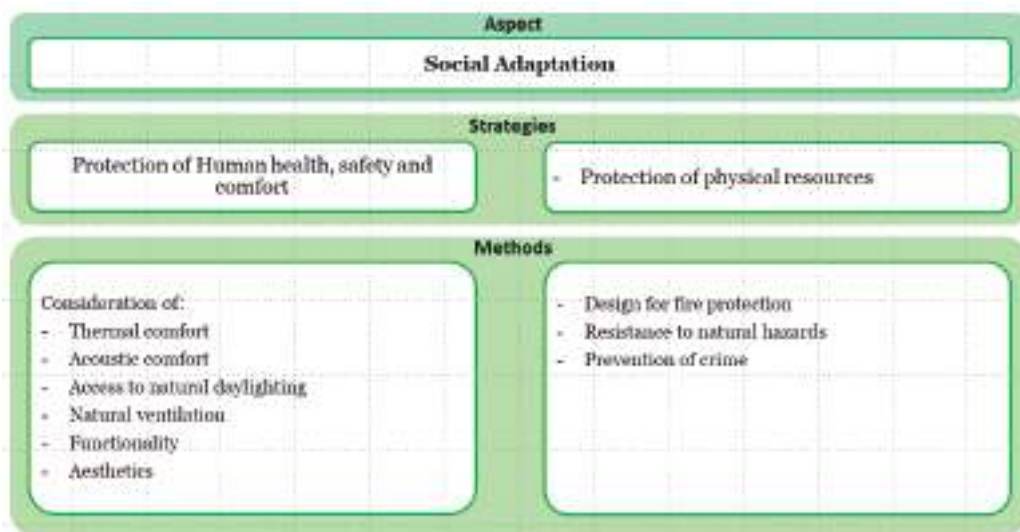 Aspect
Social Adaptation
Strategies
Protection of Human health, safety and
comfort
- Protection of physical resources
Methods
Consideration of:
- Thermal comfort
- Acoustic comfort
- Access to natural daylighting
- Natural ventilation
- Functionality
- Aesthetics
- Design for fire protection
- Resistance to natural hazards
- Prevention of crime